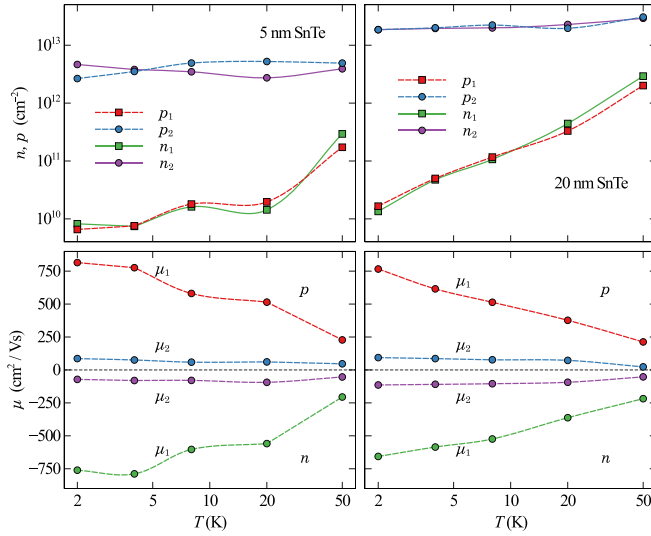 5 nm SnTe
10¹³
10¹²
10¹¹
10¹⁰
n, p (cm⁻²)
p₁
p₂
n₁
n₂
p₁
p₂
n₁
n₂
20 nm SnTe
750
500
250
0
−250
−500
−750
μ (cm² / Vs)
μ₁
p
μ₂
μ₂
μ₁
n
μ₁
p
μ₂
μ₂
μ₁
n
2 5 10 20 50
2 5 10 20 50
T (K)
T (K)